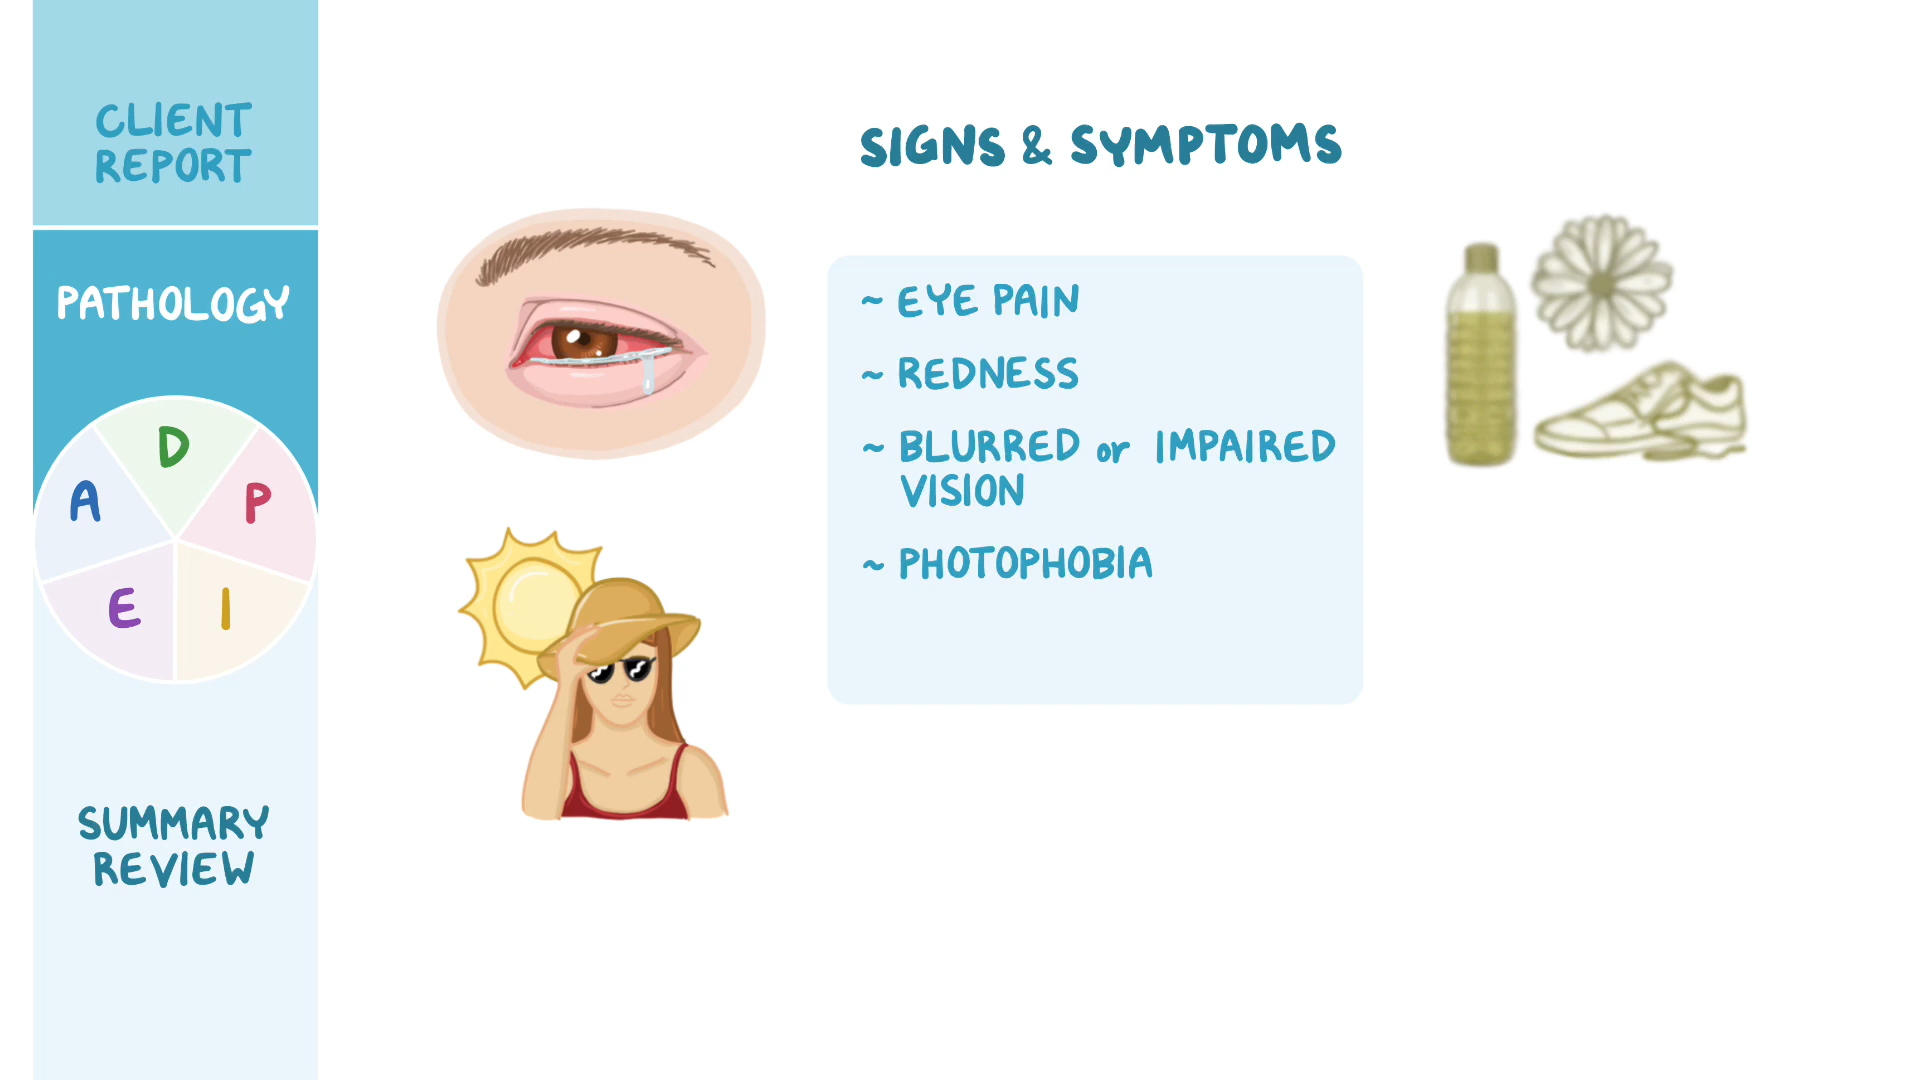 CLIENT
REPORT
PATHOLOGY
A
D
P
E
I
SUMMARY
REVIEW
SIGNS & SYMPTOMS
~ EYE PAIN
~ REDNESS
~ BLURRED or IMPAIRED
VISION
~ PHOTOPHOBIA